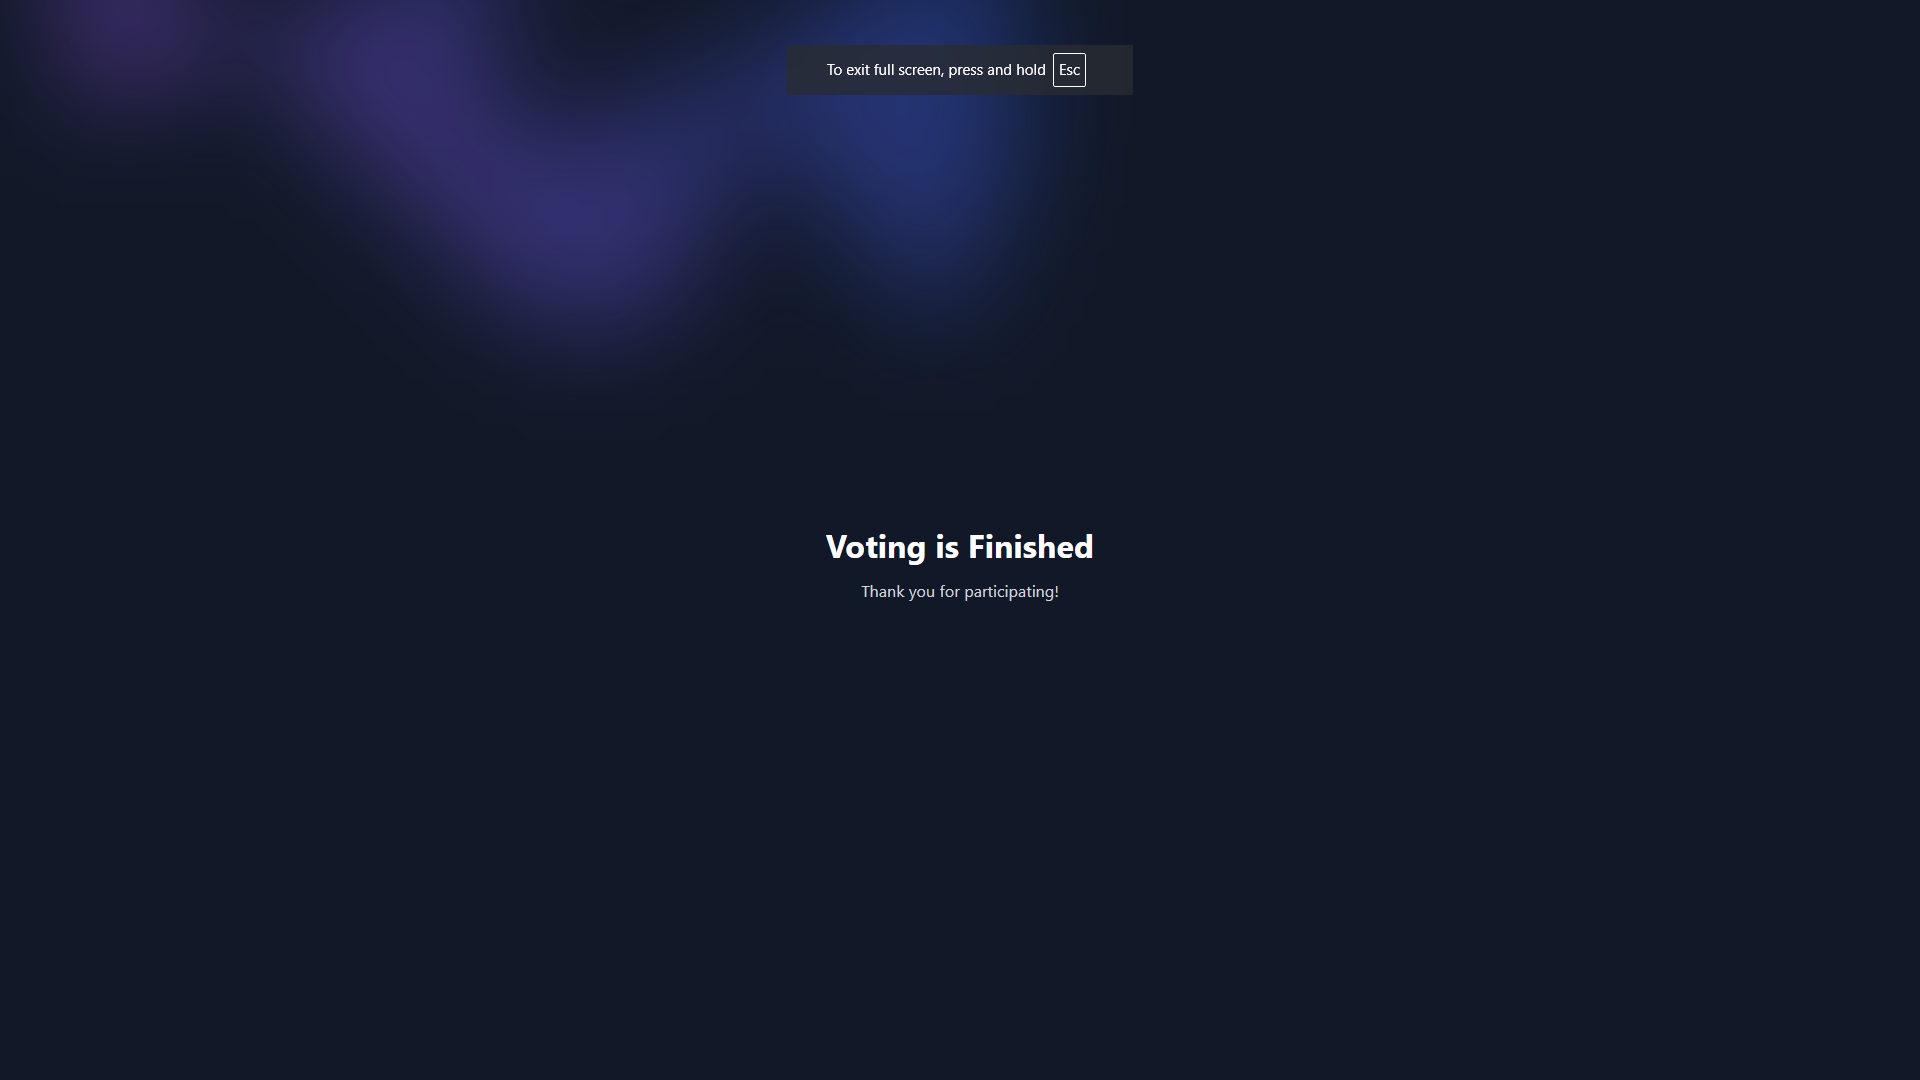 To exit full screen, press and hold Esc
Voting is Finished
Thank you for participating!